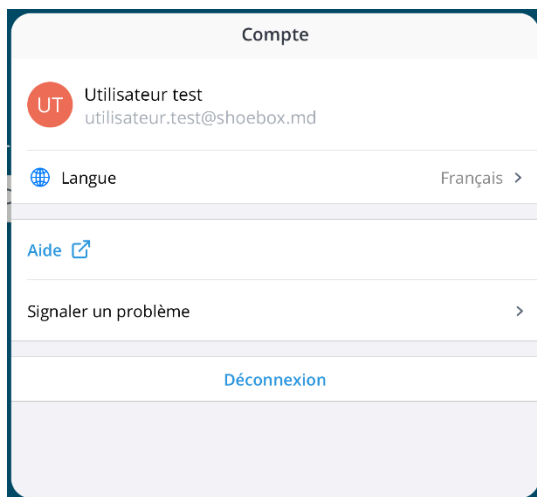 Compte
UT
Utilisateur test
utilisateur.test@shoebox.md
Langue
Français
Aide
Signaler un problème
Déconnexion